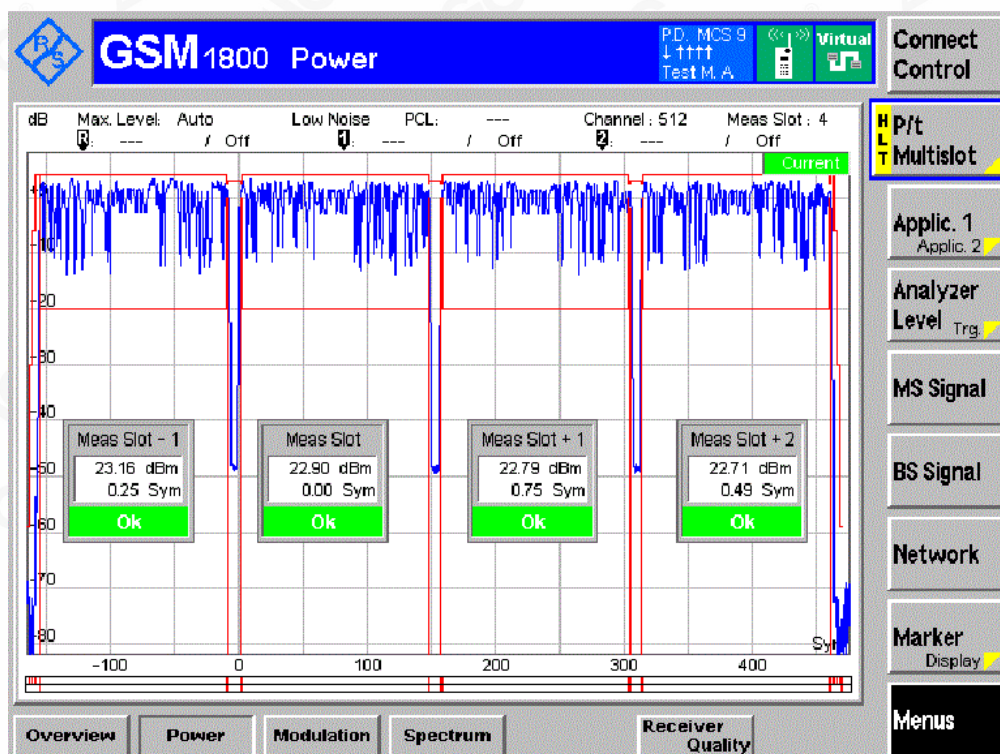 R
S
GSM 1800 Power
P.D. MCS 9
↓ ↑↑↑↑
Test M. A.
Virtual
Connect
Control
dB Max. Level: Auto Low Noise PCL: --- Channel : 512 Meas Slot : 4
R: --- / Off 1: --- / Off 2: --- / Off
Current
H
L
T
P/t
Multislot
Applic. 1
Applic. 2
Analyzer
Level Trg.
MS Signal
BS Signal
Network
Marker
Display
Menus
-10
-20
-30
-40
-50
-60
-70
-80
Meas Slot - 1
23.16 dBm
0.25 Sym
Ok
Meas Slot
22.90 dBm
0.00 Sym
Ok
Meas Slot + 1
22.79 dBm
0.75 Sym
Ok
Meas Slot + 2
22.71 dBm
0.49 Sym
Ok
-100 0 100 200 300 400
Overview Power Modulation Spectrum Receiver
Quality